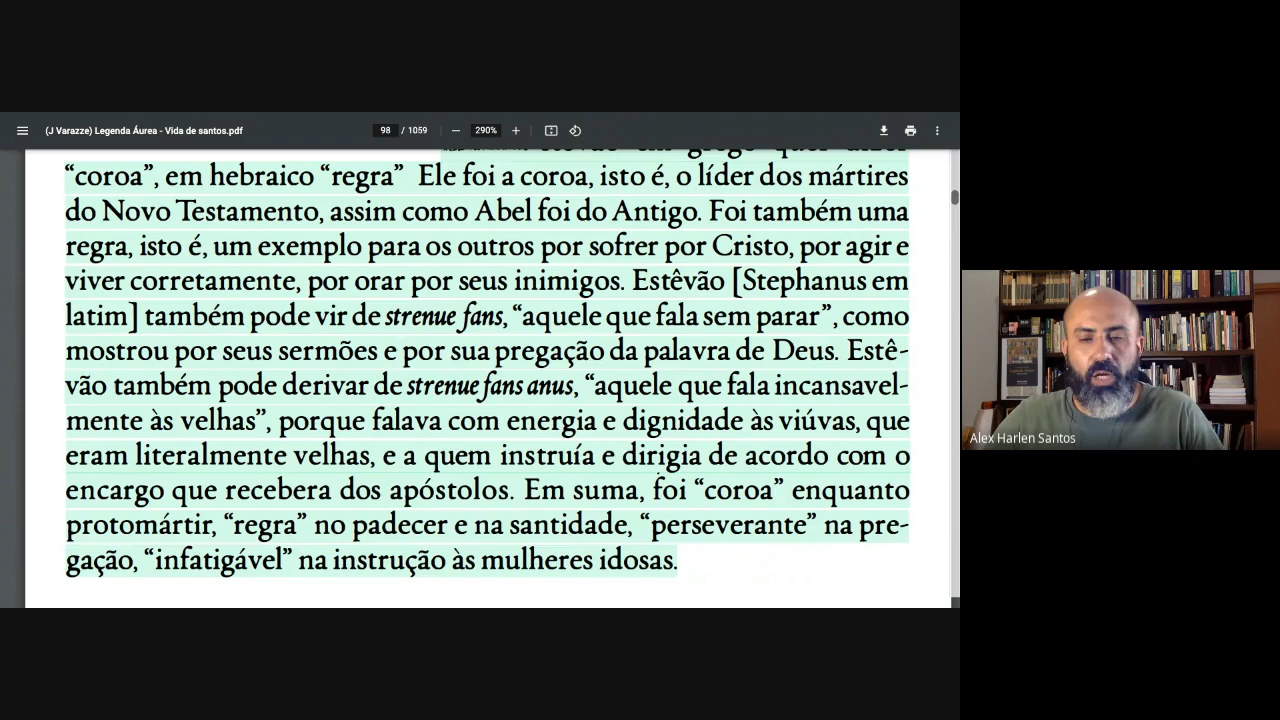 (J Varazze) Legenda Áurea - Vida de santos.pdf
98 / 1059
290%
“coroa”, em hebraico “regra” Ele foi a coroa, isto é, o líder dos mártires
do Novo Testamento, assim como Abel foi do Antigo. Foi também uma
regra, isto é, um exemplo para os outros por sofrer por Cristo, por agir e
viver corretamente, por orar por seus inimigos. Estêvão [Stephanus em
latim] também pode vir de strenue fans, “aquele que fala sem parar”, como
mostrou por seus sermões e por sua pregação da palavra de Deus. Estê-
vão também pode derivar de strenue fans anus, “aquele que fala incansavel-
mente às velhas”, porque falava com energia e dignidade às viúvas, que
eram literalmente velhas, e a quem instruía e dirigia de acordo com o
encargo que recebera dos apóstolos. Em suma, foi “coroa” enquanto
protomártir, “regra” no padecer e na santidade, “perseverante” na pre-
gação, “infatigável” na instrução às mulheres idosas.
Alex Harlen Santos